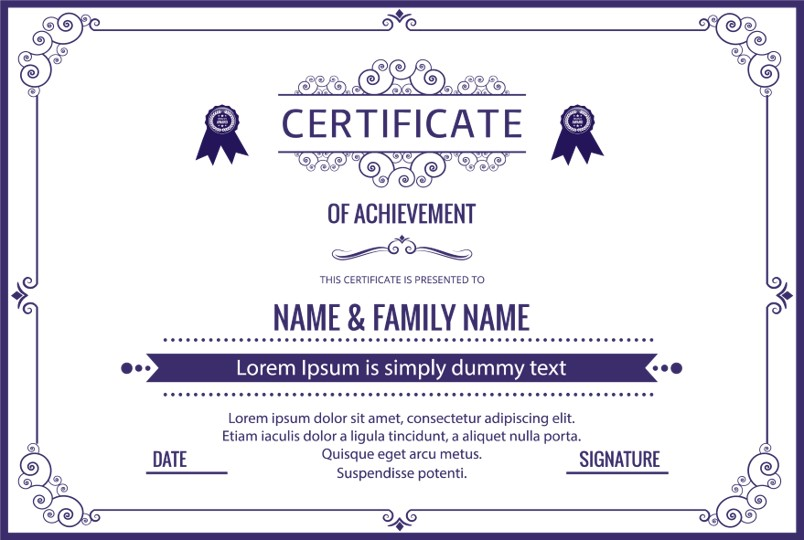 CERTIFICATE
OF ACHIEVEMENT
THIS CERTIFICATE IS PRESENTED TO
NAME & FAMILY NAME
Lorem Ipsum is simply dummy text
Lorem ipsum dolor sit amet, consectetur adipiscing elit.
Etiam iaculis dolor a ligula tincidunt, a aliquet nulla porta.
Quisque eget arcu metus.
Suspendisse potenti.
DATE
SIGNATURE